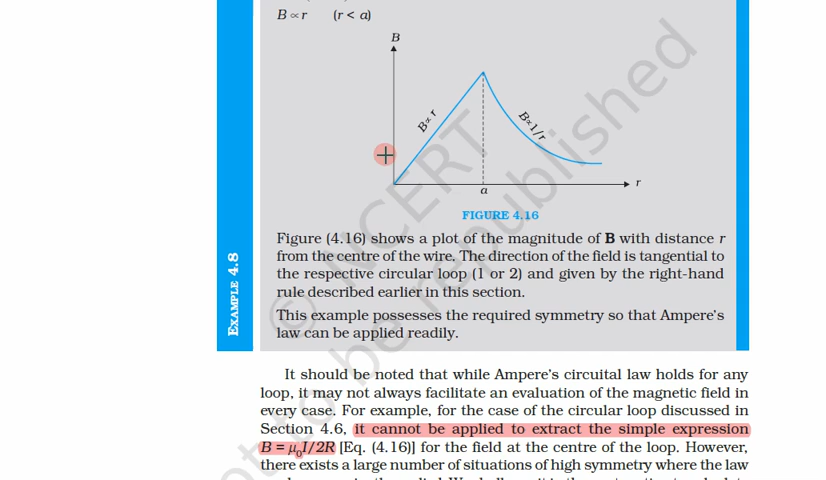 B ∝ r (r < a)
B
B ∝ r
B∝1/r
r
a
FIGURE 4.16
Figure (4.16) shows a plot of the magnitude of B with distance r
from the centre of the wire. The direction of the field is tangential to
the respective circular loop (1 or 2) and given by the right-hand
rule described earlier in this section.
This example possesses the required symmetry so that Ampere's
law can be applied readily.
EXAMPLE 4.8
It should be noted that while Ampere's circuital law holds for any
loop, it may not always facilitate an evaluation of the magnetic field in
every case. For example, for the case of the circular loop discussed in
Section 4.6, it cannot be applied to extract the simple expression
B = μ₀I/2R [Eq. (4.16)] for the field at the centre of the loop. However,
there exists a large number of situations of high symmetry where the law
© NCERT
not to be republished